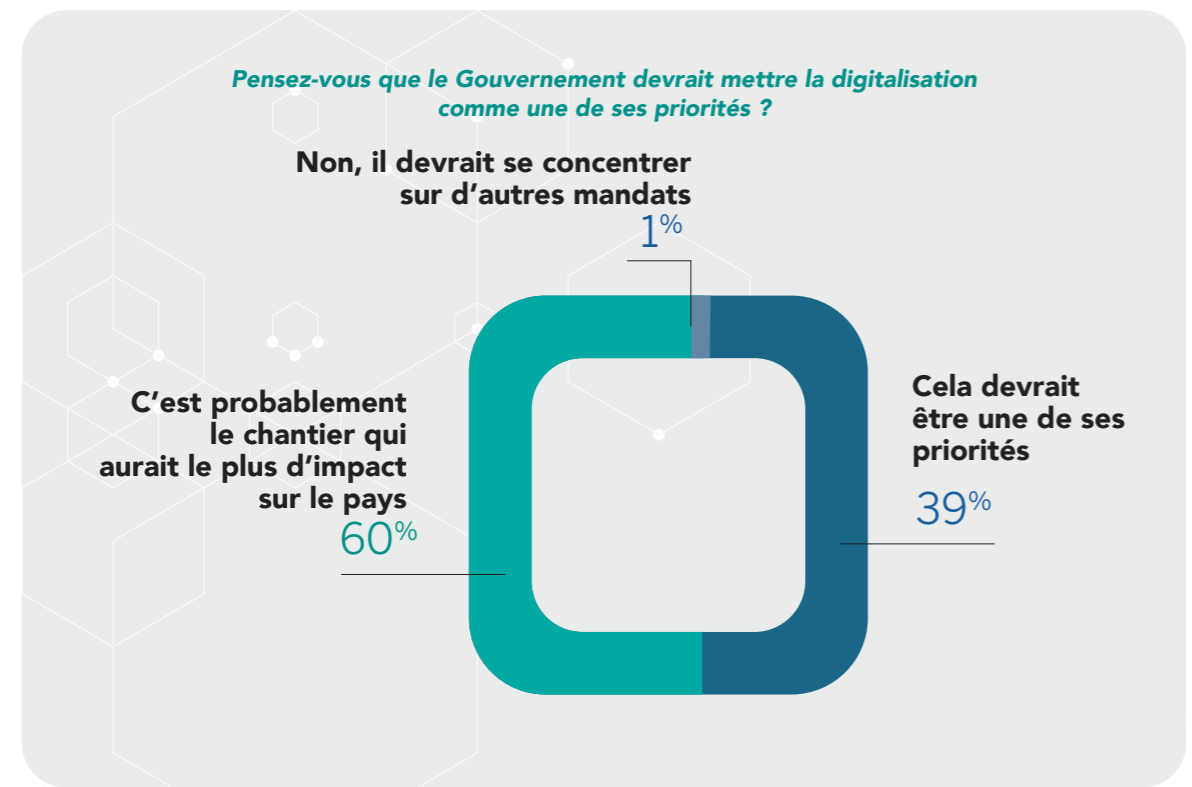 Pensez-vous que le Gouvernement devrait mettre la digitalisation
comme une de ses priorités ?
Non, il devrait se concentrer
sur d’autres mandats
1%
C’est probablement
le chantier qui
aurait le plus d’impact
sur le pays
60%
Cela devrait
être une de ses
priorités
39%